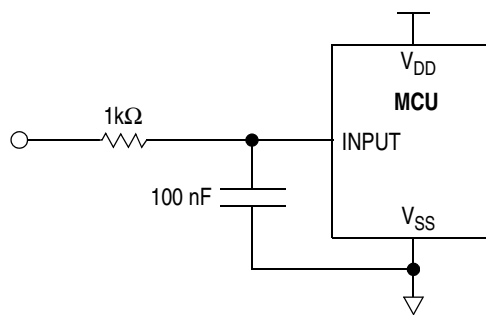 V_DD
MCU
1kΩ
INPUT
100 nF
V_SS